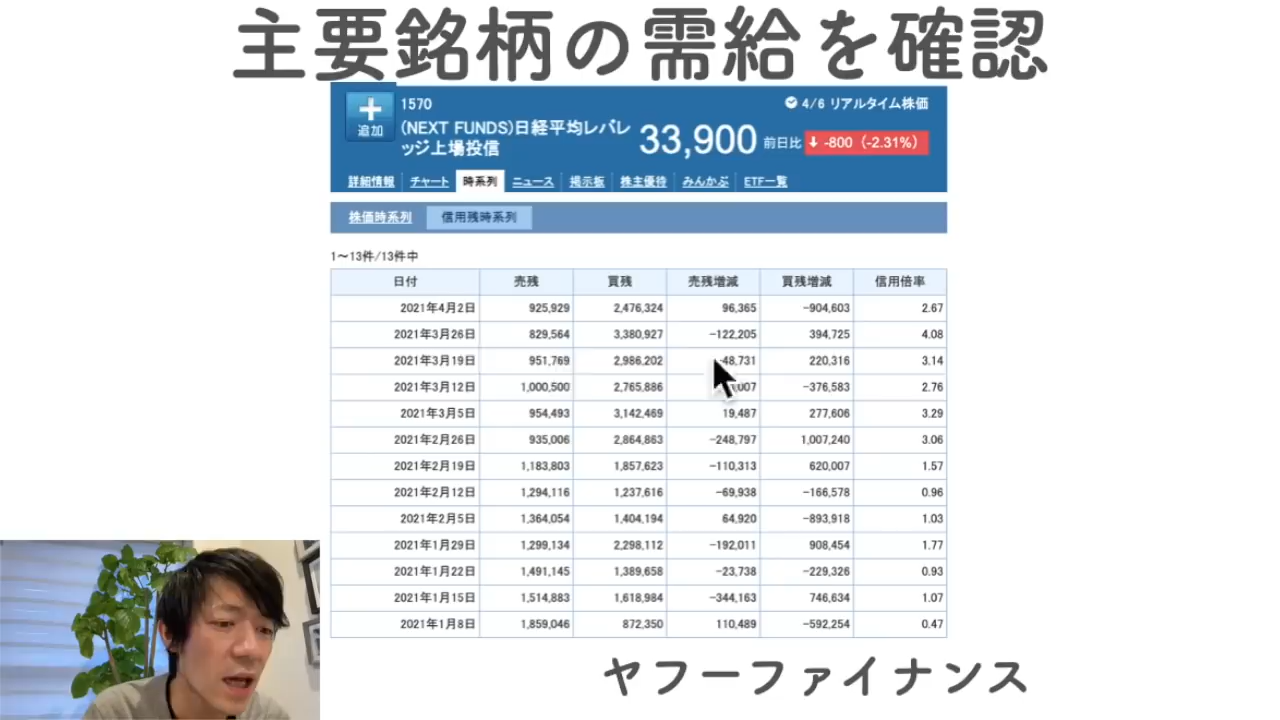 主要銘柄の需給を確認
追加
1570
(NEXT FUNDS)日経平均レバレ
ッジ上場投信
33,900
4/6 リアルタイム株価
前日比 -800 (-2.31%)
詳細情報 チャート 時系列 ニュース 掲示板 株主優待 みんかぶ ETF一覧
株価時系列 信用残時系列
1〜13件/13件中
日付 売残 買残 売残増減 買残増減 信用倍率
2021年4月2日 925,929 2,476,324 96,365 -904,603 2.67
2021年3月26日 829,564 3,380,927 -122,205 394,725 4.08
2021年3月19日 951,769 2,986,202 -48,731 220,316 3.14
2021年3月12日 1,000,500 2,765,886 007 -376,583 2.76
2021年3月5日 954,493 3,142,469 19,487 277,606 3.29
2021年2月26日 935,006 2,864,863 -248,797 1,007,240 3.06
2021年2月19日 1,183,803 1,857,623 -110,313 620,007 1.57
2021年2月12日 1,294,116 1,237,616 -69,938 -166,578 0.96
2021年2月5日 1,364,054 1,404,194 64,920 -893,918 1.03
2021年1月29日 1,299,134 2,298,112 -192,011 908,454 1.77
2021年1月22日 1,491,145 1,389,658 -23,738 -229,326 0.93
2021年1月15日 1,514,883 1,618,984 -344,163 746,634 1.07
2021年1月8日 1,859,046 872,350 110,489 -592,254 0.47
ヤフーファイナンス